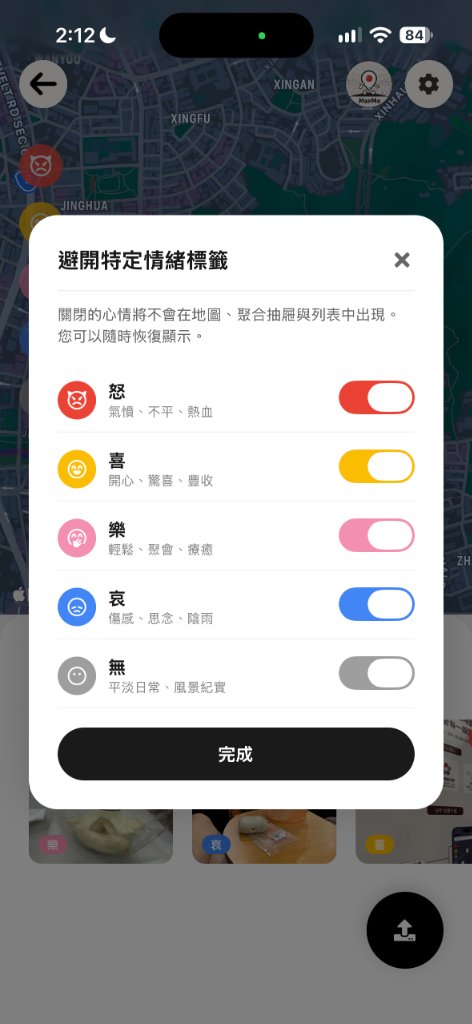 2:12
84
WANYOU
XINGAN
ManMo
XINHAI
XINGFU
JINGHUA
避開特定情緒標籤
關閉的心情將不會在地圖、聚合抽屜與列表中出現。
您可以隨時恢復顯示。
怒
氣憤、不平、熱血
喜
開心、驚喜、豐收
樂
輕鬆、聚會、療癒
哀
傷感、思念、陰雨
無
平淡日常、風景紀實
ZH
完成
樂
哀
喜